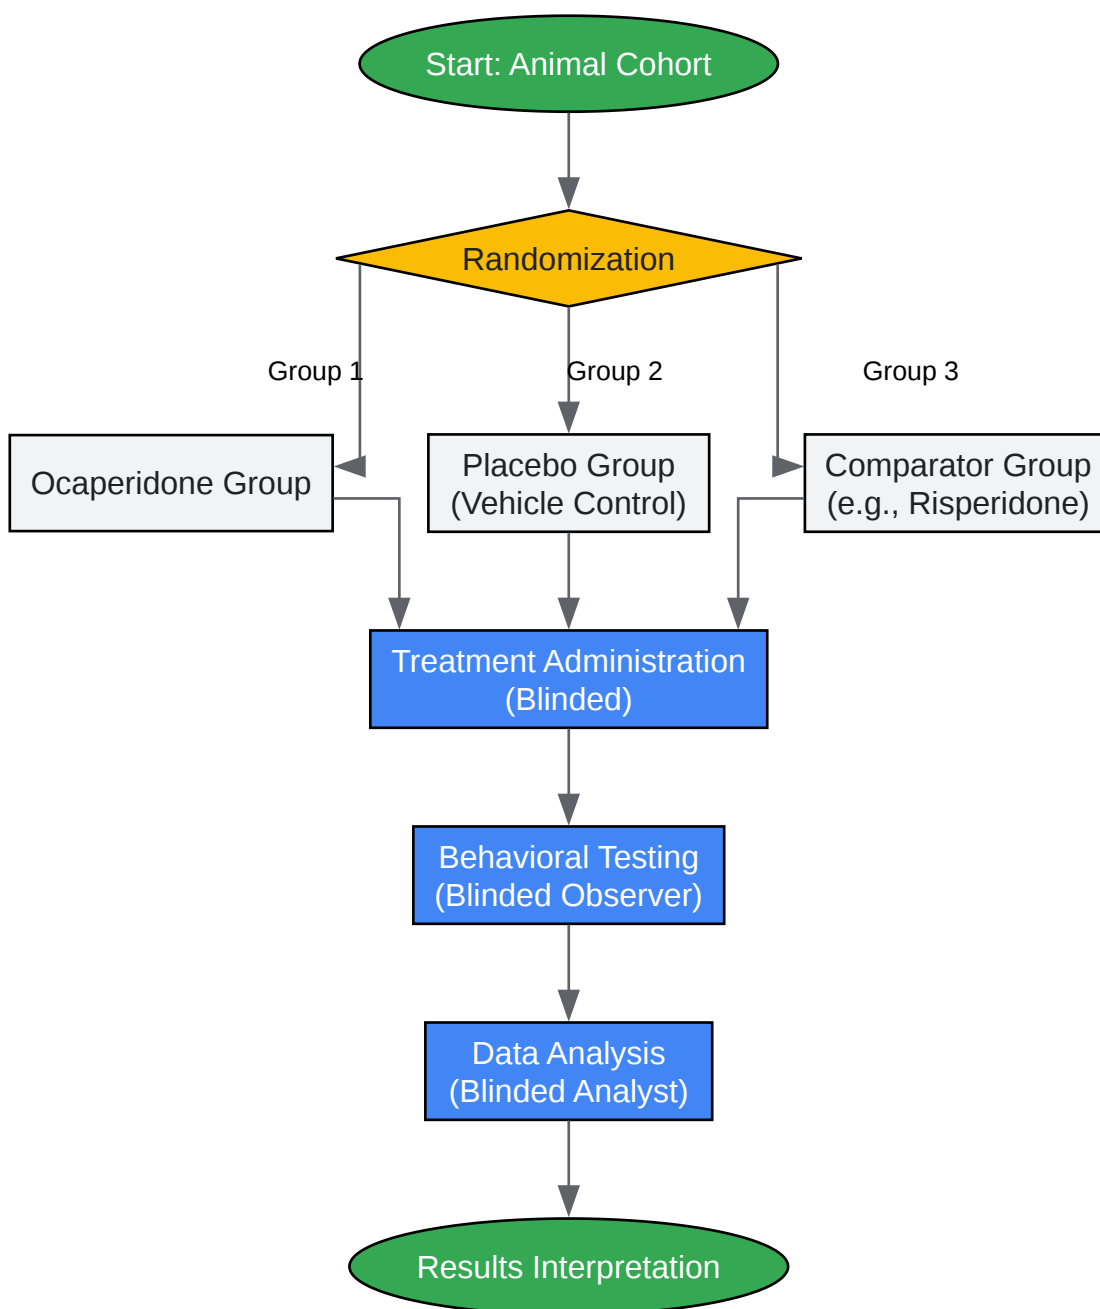 Start: Animal Cohort
Randomization
Group 1
Group 2
Group 3
Ocaperidone Group
Placebo Group
(Vehicle Control)
Comparator Group
(e.g., Risperidone)
Treatment Administration
(Blinded)
Behavioral Testing
(Blinded Observer)
Data Analysis
(Blinded Analyst)
Results Interpretation